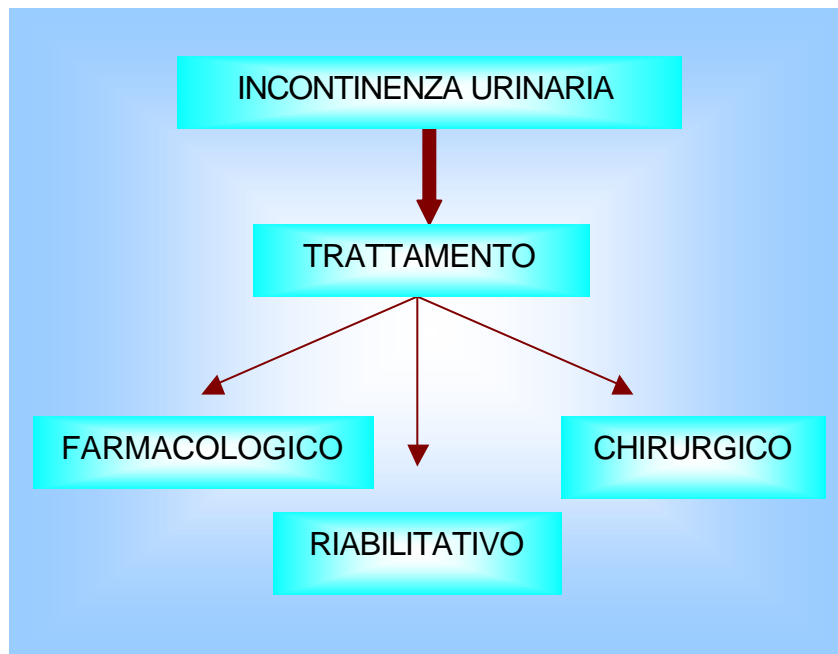 INCONTINENZA URINARIA
TRATTAMENTO
FARMACOLOGICO
CHIRURGICO
RIABILITATIVO